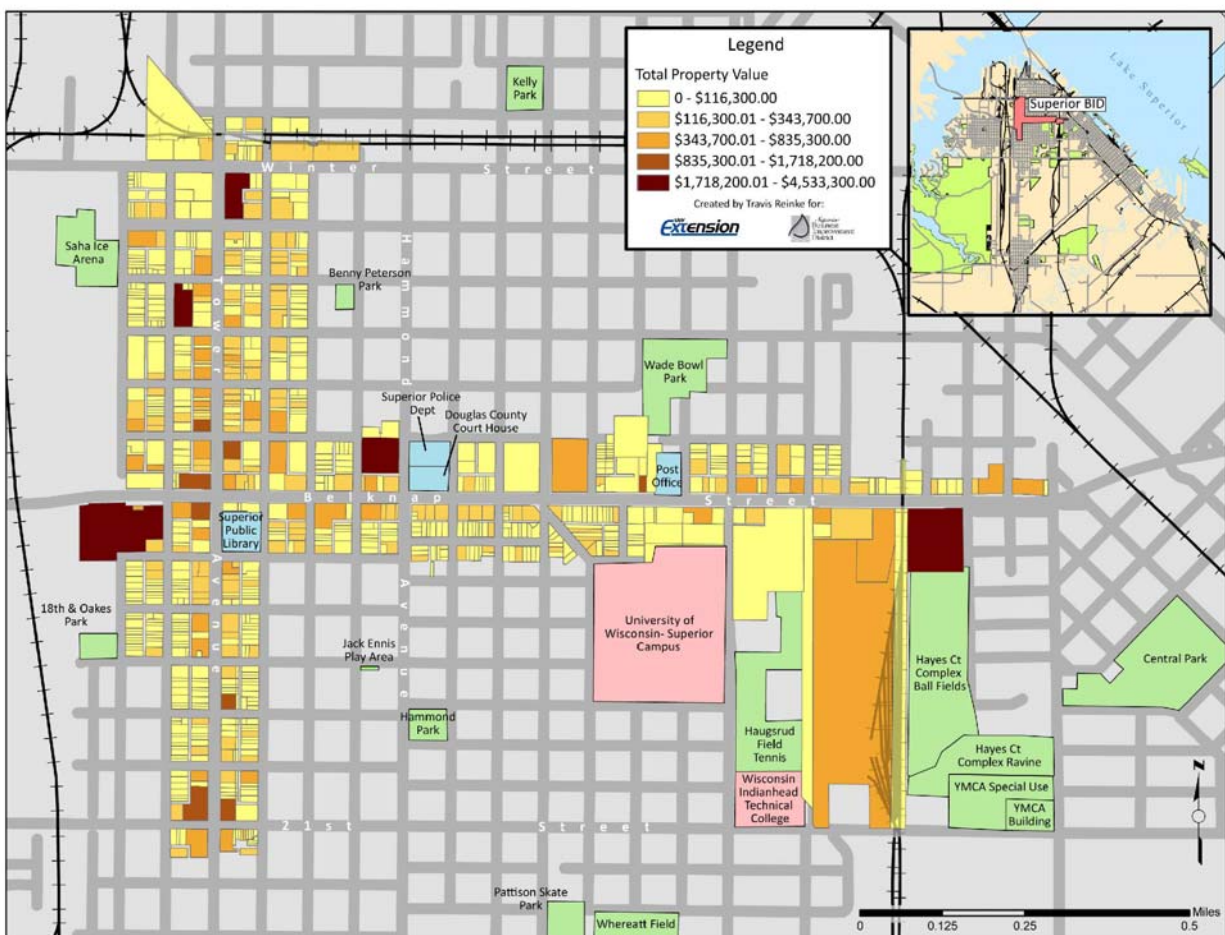 Legend
Total Property Value
0 - $116,300.00
$116,300.01 - $343,700.00
$343,700.01 - $835,300.00
$835,300.01 - $1,718,200.00
$1,718,200.01 - $4,533,300.00
Created by Travis Reinke for:
Extension
Superior
Business
Improvement
District
Superior BID
Lake Superior
Kelly
Park
Winter Street
Saha Ice
Arena
Benny Peterson
Park
Tower
Hammond
Wade Bowl
Park
Superior Police
Dept
Douglas County
Court House
Post
Office
Belknap Street
Superior
Public
Library
Avenue
Avenue
18th & Oakes
Park
Jack Ennis
Play Area
University of
Wisconsin- Superior
Campus
Hammond
Park
Haugsrud
Field
Tennis
Hayes Ct
Complex
Ball Fields
Central Park
Hayes Ct
Complex Ravine
Wisconsin
Indianhead
Technical
College
YMCA Special Use
YMCA
Building
21st Street
Pattison Skate
Park
Whereatt Field
N
Miles
0 0.125 0.25 0.5